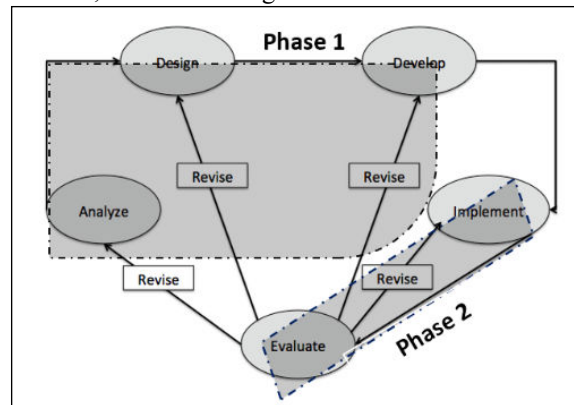 Phase 1
Design
Develop
Revise
Revise
Analyze
Implement
Revise
Revise
Evaluate
Phase 2